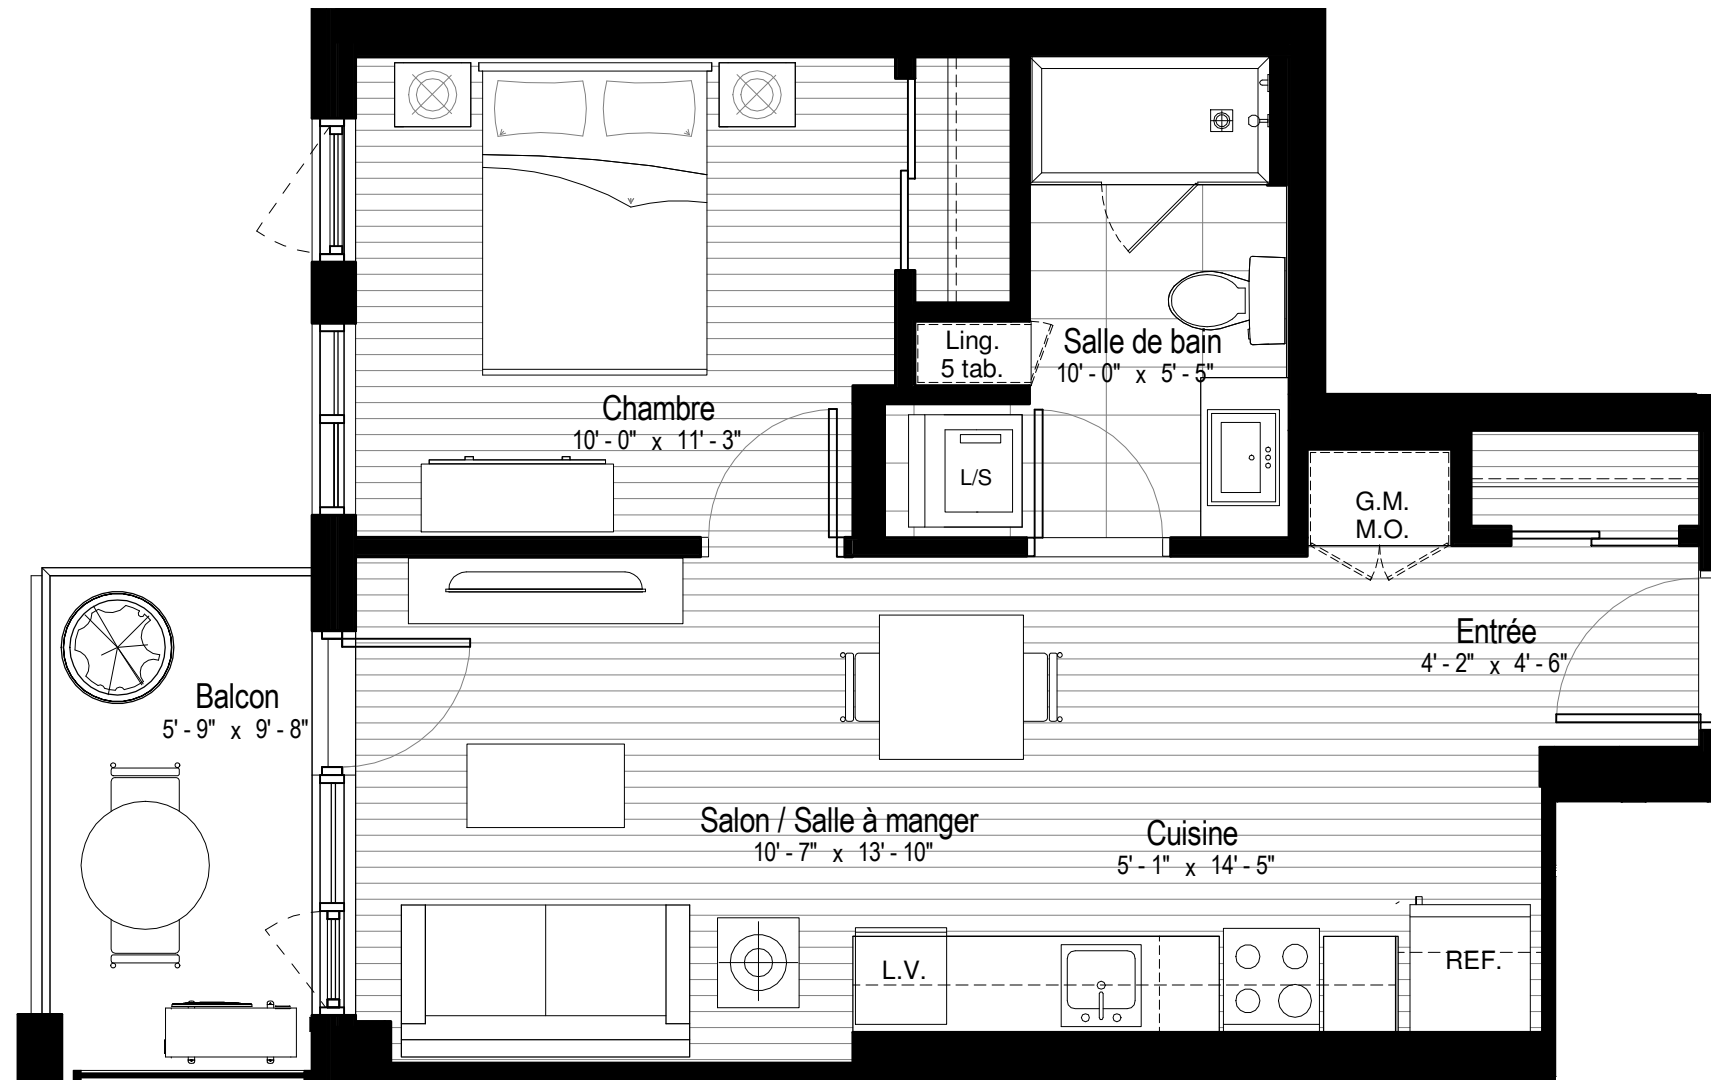 Ling.
5 tab.
Salle de bain
10' - 0" x 5' - 5"
Chambre
10' - 0" x 11' - 3"
L/S
G.M.
M.O.
Entrée
4' - 2" x 4' - 6"
Balcon
5' - 9" x 9' - 8"
Salon / Salle à manger
10' - 7" x 13' - 10"
Cuisine
5' - 1" x 14' - 5"
L.V.
REF.